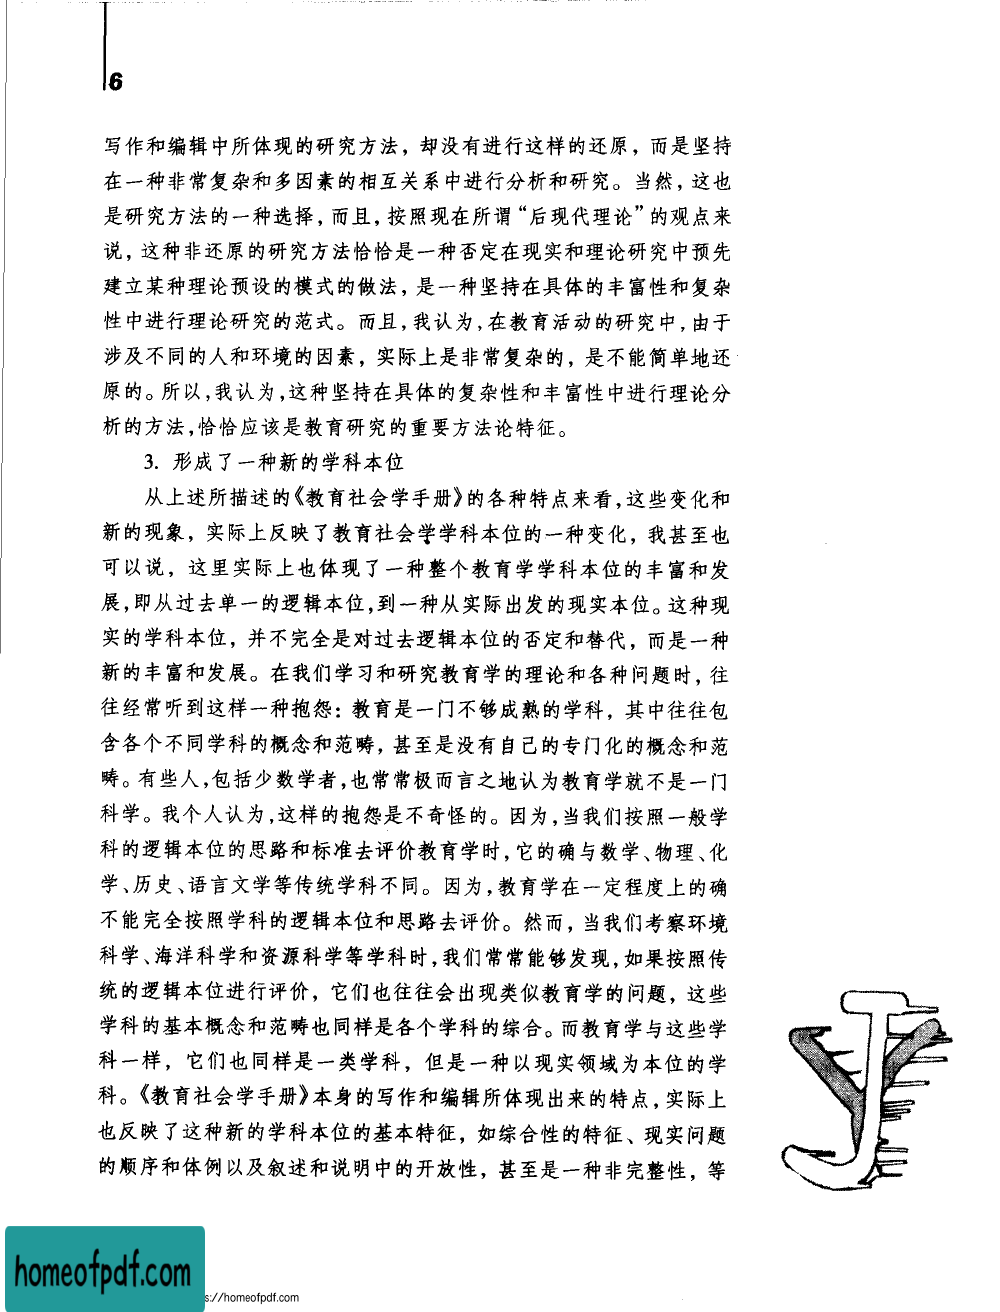 6
写作和编辑中所体现的研究方法，却没有进行这样的还原，而是坚持
在一种非常复杂和多因素的相互关系中进行分析和研究。当然，这也
是研究方法的一种选择，而且，按照现在所谓“后现代理论”的观点来
说，这种非还原的研究方法恰恰是一种否定在现实和理论研究中预先
建立某种理论预设的模式的做法，是一种坚持在具体的丰富性和复杂
性中进行理论研究的范式。而且，我认为，在教育活动的研究中，由于
涉及不同的人和环境的因素，实际上是非常复杂的，是不能简单地还
原的。所以，我认为，这种坚持在具体的复杂性和丰富性中进行理论分
析的方法，恰恰应该是教育研究的重要方法论特征。
3. 形成了一种新的学科本位
从上述所描述的《教育社会学手册》的各种特点来看，这些变化和
新的现象，实际上反映了教育社会学学科本位的一种变化，我甚至也
可以说，这里实际上也体现了一种整个教育学学科本位的丰富和发
展，即从过去单一的逻辑本位，到一种从实际出发的现实本位。这种现
实的学科本位，并不完全是对过去逻辑本位的否定和替代，而是一种
新的丰富和发展。在我们学习和研究教育学的理论和各种问题时，往
往经常听到这样一种抱怨：教育是一门不够成熟的学科，其中往往包
含各个不同学科的概念和范畴，甚至是没有自己的专门化的概念和范
畴。有些人，包括少数学者，也常常极而言之地认为教育学就不是一门
科学。我个人认为，这样的抱怨是不奇怪的。因为，当我们按照一般学
科的逻辑本位的思路和标准去评价教育学时，它的确与数学、物理、化
学、历史、语言文学等传统学科不同。因为，教育学在一定程度上的确
不能完全按照学科的逻辑本位和思路去评价。然而，当我们考察环境
科学、海洋科学和资源科学等学科时，我们常常能够发现，如果按照传
统的逻辑本位进行评价，它们也往往会出现类似教育学的问题，这些
学科的基本概念和范畴也同样是各个学科的综合。而教育学与这些学
科一样，它们也同样是一类学科，但是一种以现实领域为本位的学
科。《教育社会学手册》本身的写作和编辑所体现出来的特点，实际上
也反映了这种新的学科本位的基本特征，如综合性的特征、现实问题
的顺序和体例以及叙述和说明中的开放性，甚至是一种非完整性，等
homeofpdf.com
s://homeofpdf.com